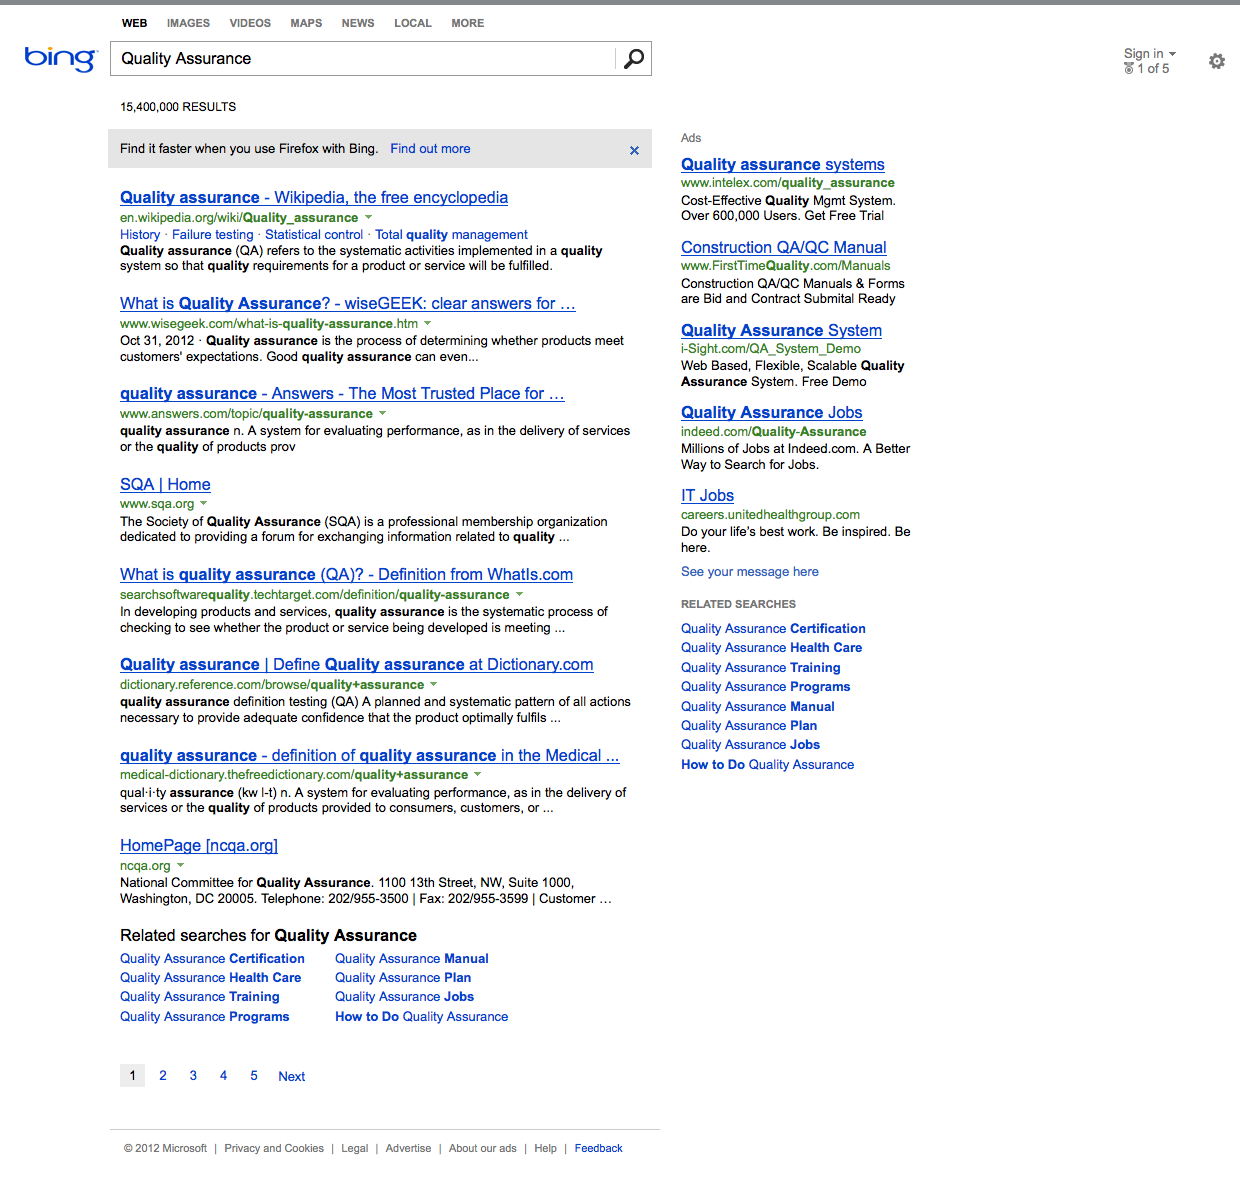 WEB IMAGES VIDEOS MAPS NEWS LOCAL MORE
bing
Quality Assurance
Sign in
1 of 5
15,400,000 RESULTS
Find it faster when you use Firefox with Bing. Find out more
Quality assurance - Wikipedia, the free encyclopedia
en.wikipedia.org/wiki/Quality_assurance
History · Failure testing · Statistical control · Total quality management
Quality assurance (QA) refers to the systematic activities implemented in a quality
system so that quality requirements for a product or service will be fulfilled.
What is Quality Assurance? - wiseGEEK: clear answers for …
www.wisegeek.com/what-is-quality-assurance.htm
Oct 31, 2012 · Quality assurance is the process of determining whether products meet
customers' expectations. Good quality assurance can even...
quality assurance - Answers - The Most Trusted Place for …
www.answers.com/topic/quality-assurance
quality assurance n. A system for evaluating performance, as in the delivery of services
or the quality of products prov
SQA | Home
www.sqa.org
The Society of Quality Assurance (SQA) is a professional membership organization
dedicated to providing a forum for exchanging information related to quality ...
What is quality assurance (QA)? - Definition from WhatIs.com
searchsoftwarequality.techtarget.com/definition/quality-assurance
In developing products and services, quality assurance is the systematic process of
checking to see whether the product or service being developed is meeting ...
Quality assurance | Define Quality assurance at Dictionary.com
dictionary.reference.com/browse/quality+assurance
quality assurance definition testing (QA) A planned and systematic pattern of all actions
necessary to provide adequate confidence that the product optimally fulfils ...
quality assurance - definition of quality assurance in the Medical ...
medical-dictionary.thefreedictionary.com/quality+assurance
qual·i·ty assurance (kw l-t) n. A system for evaluating performance, as in the delivery of
services or the quality of products provided to consumers, customers, or ...
HomePage [ncqa.org]
ncqa.org
National Committee for Quality Assurance. 1100 13th Street, NW, Suite 1000,
Washington, DC 20005. Telephone: 202/955-3500 | Fax: 202/955-3599 | Customer …
Related searches for Quality Assurance
Quality Assurance Certification
Quality Assurance Health Care
Quality Assurance Training
Quality Assurance Programs
Quality Assurance Manual
Quality Assurance Plan
Quality Assurance Jobs
How to Do Quality Assurance
1 2 3 4 5 Next
Ads
Quality assurance systems
www.intelex.com/quality_assurance
Cost-Effective Quality Mgmt System.
Over 600,000 Users. Get Free Trial
Construction QA/QC Manual
www.FirstTimeQuality.com/Manuals
Construction QA/QC Manuals & Forms
are Bid and Contract Submital Ready
Quality Assurance System
i-Sight.com/QA_System_Demo
Web Based, Flexible, Scalable Quality
Assurance System. Free Demo
Quality Assurance Jobs
indeed.com/Quality-Assurance
Millions of Jobs at Indeed.com. A Better
Way to Search for Jobs.
IT Jobs
careers.unitedhealthgroup.com
Do your life's best work. Be inspired. Be
here.
See your message here
RELATED SEARCHES
Quality Assurance Certification
Quality Assurance Health Care
Quality Assurance Training
Quality Assurance Programs
Quality Assurance Manual
Quality Assurance Plan
Quality Assurance Jobs
How to Do Quality Assurance
© 2012 Microsoft | Privacy and Cookies | Legal | Advertise | About our ads | Help | Feedback